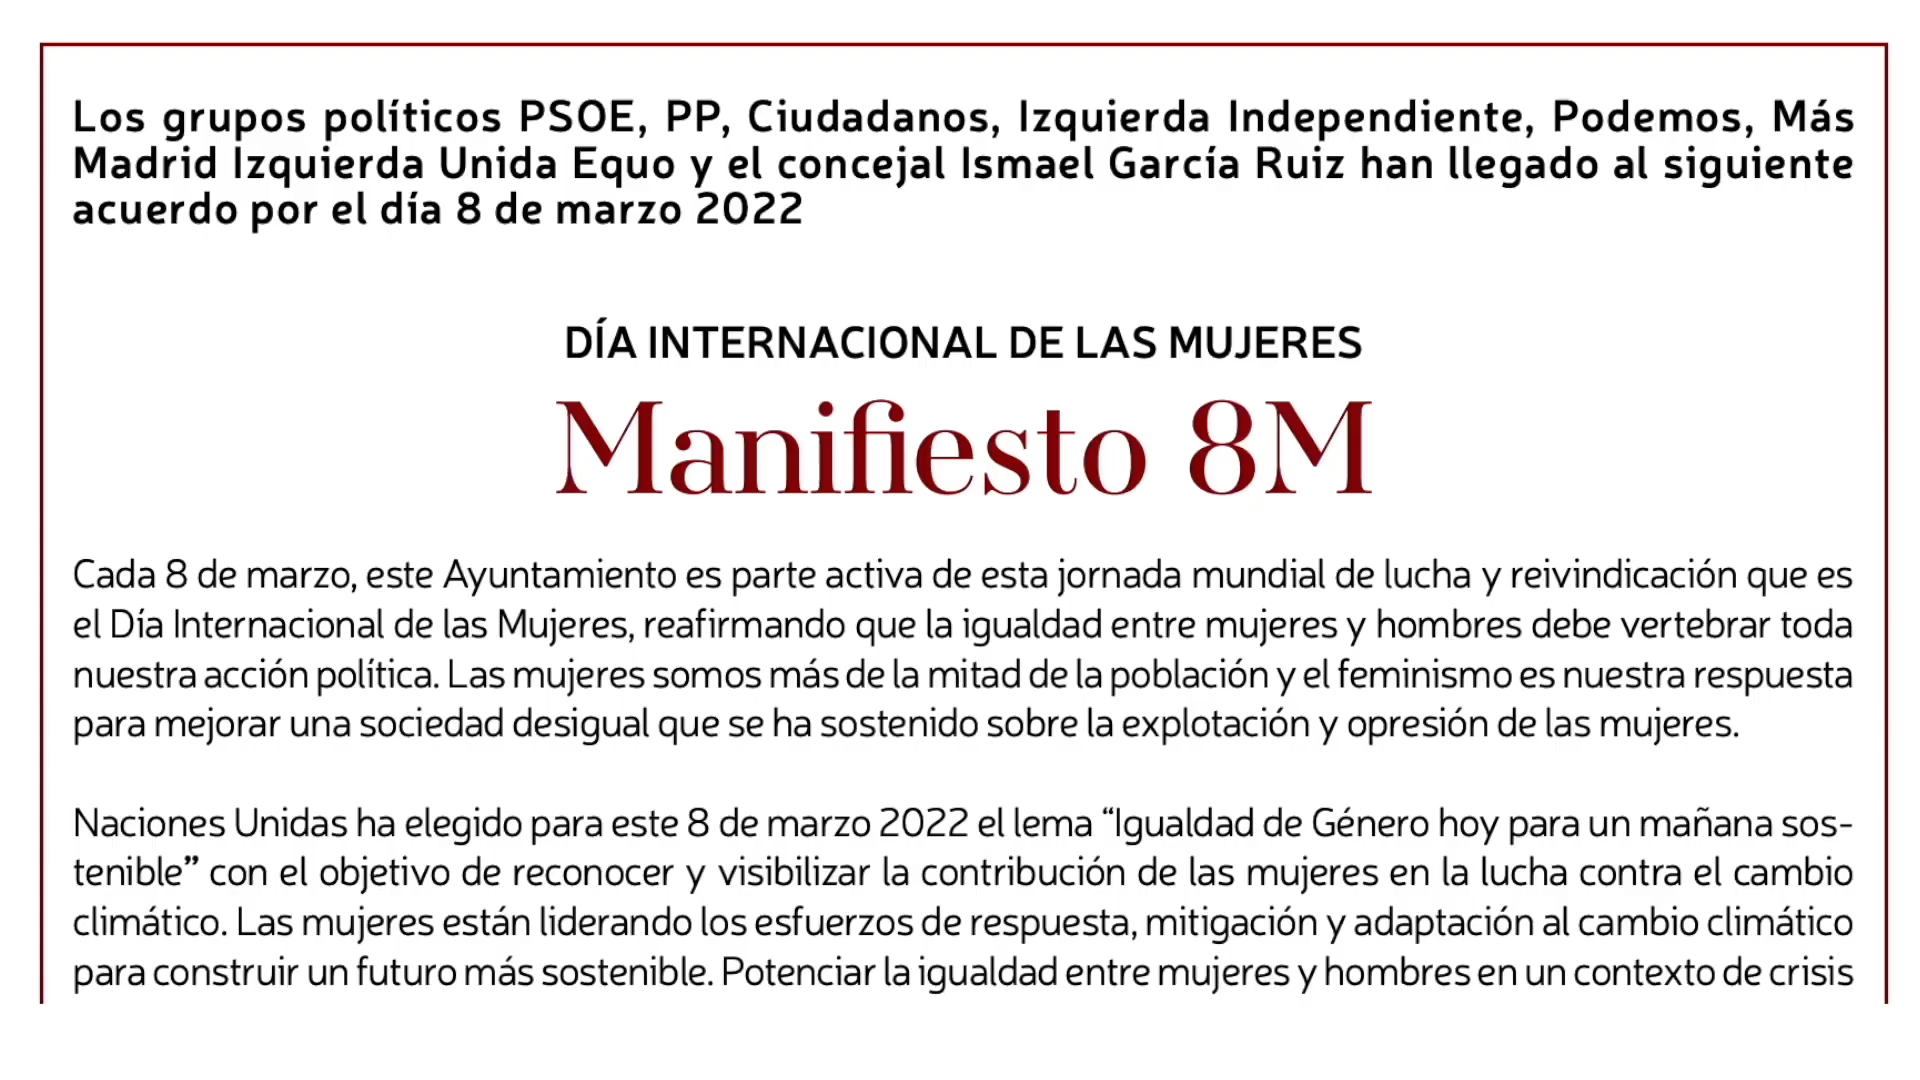 Los grupos políticos PSOE, PP, Ciudadanos, Izquierda Independiente, Podemos, Más
Madrid Izquierda Unida Equo y el concejal Ismael García Ruiz han llegado al siguiente
acuerdo por el día 8 de marzo 2022
DÍA INTERNACIONAL DE LAS MUJERES
Manifiesto 8M
Cada 8 de marzo, este Ayuntamiento es parte activa de esta jornada mundial de lucha y reivindicación que es
el Día Internacional de las Mujeres, reafirmando que la igualdad entre mujeres y hombres debe vertebrar toda
nuestra acción política. Las mujeres somos más de la mitad de la población y el feminismo es nuestra respuesta
para mejorar una sociedad desigual que se ha sostenido sobre la explotación y opresión de las mujeres.
Naciones Unidas ha elegido para este 8 de marzo 2022 el lema “Igualdad de Género hoy para un mañana sos-
tenible” con el objetivo de reconocer y visibilizar la contribución de las mujeres en la lucha contra el cambio
climático. Las mujeres están liderando los esfuerzos de respuesta, mitigación y adaptación al cambio climático
para construir un futuro más sostenible. Potenciar la igualdad entre mujeres y hombres en un contexto de crisis